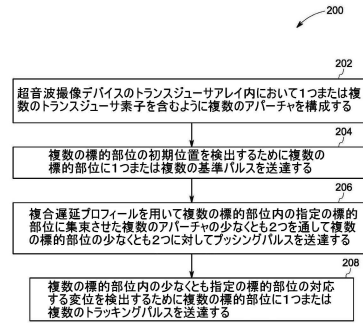 200
202
超音波撮像デバイスのトランスジューサアレイ内において1つまたは複
数のトランスジューサ素子を含むように複数のアパーチャを構成する
204
複数の標的部位の初期位置を検出するために複数の
標的部位に1つまたは複数の基準パルスを送達する
206
複合遅延プロフィールを用いて複数の標的部位内の指定の標的
部位に集束させた複数のアパーチャの少なくとも2つを通して複数
の標的部位の少なくとも2つに対してプッシングパルスを送達する
208
複数の標的部位内の少なくとも指定の標的部位の対応
する変位を検出するために複数の標的部位に1つまたは
複数のトラッキングパルスを送達する